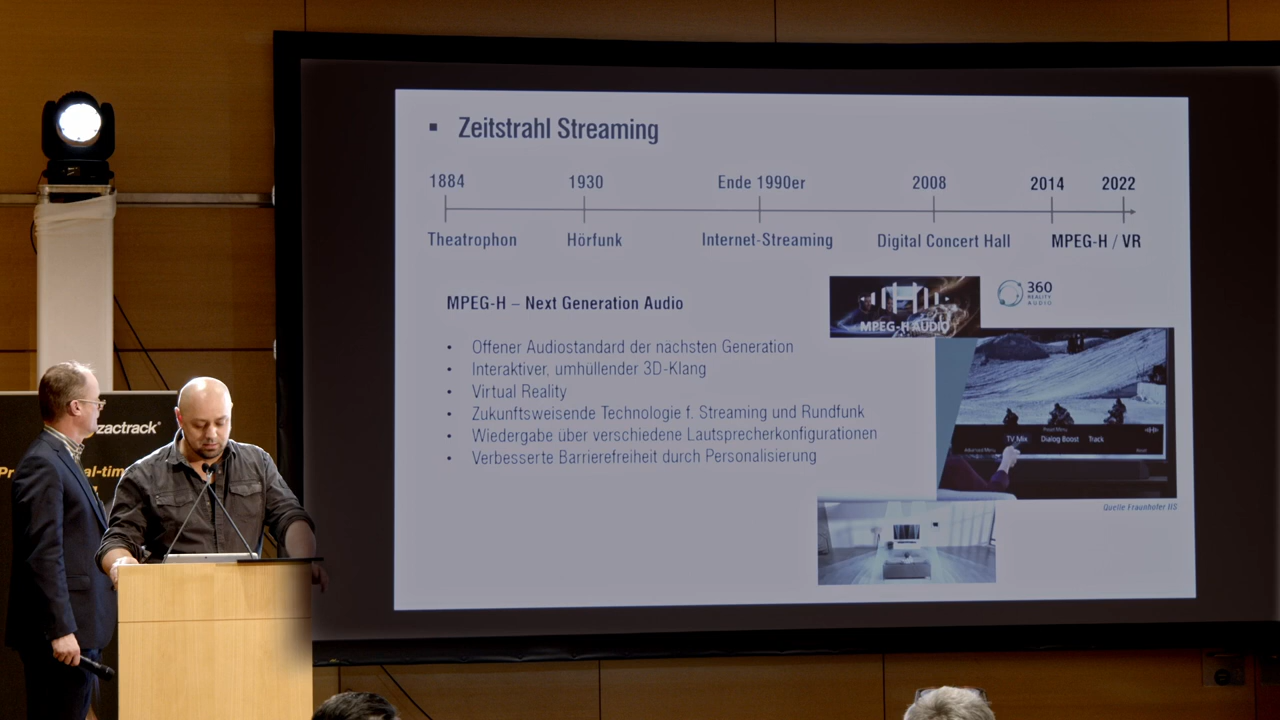 Zeitstrahl Streaming
1884 1930 Ende 1990er 2008 2014 2022
Theatrophon Hörfunk Internet-Streaming Digital Concert Hall MPEG-H / VR
MPEG-H – Next Generation Audio
MPEG-H AUDIO
360
REALITY
AUDIO
• Offener Audiostandard der nächsten Generation
• Interaktiver, umhüllender 3D-Klang
• Virtual Reality
• Zukunftsweisende Technologie f. Streaming und Rundfunk
• Wiedergabe über verschiedene Lautsprecherkonfigurationen
• Verbesserte Barrierefreiheit durch Personalisierung
TV Mix Dialog Boost Track
Quelle Fraunhofer IIS
zactrack
al-tim